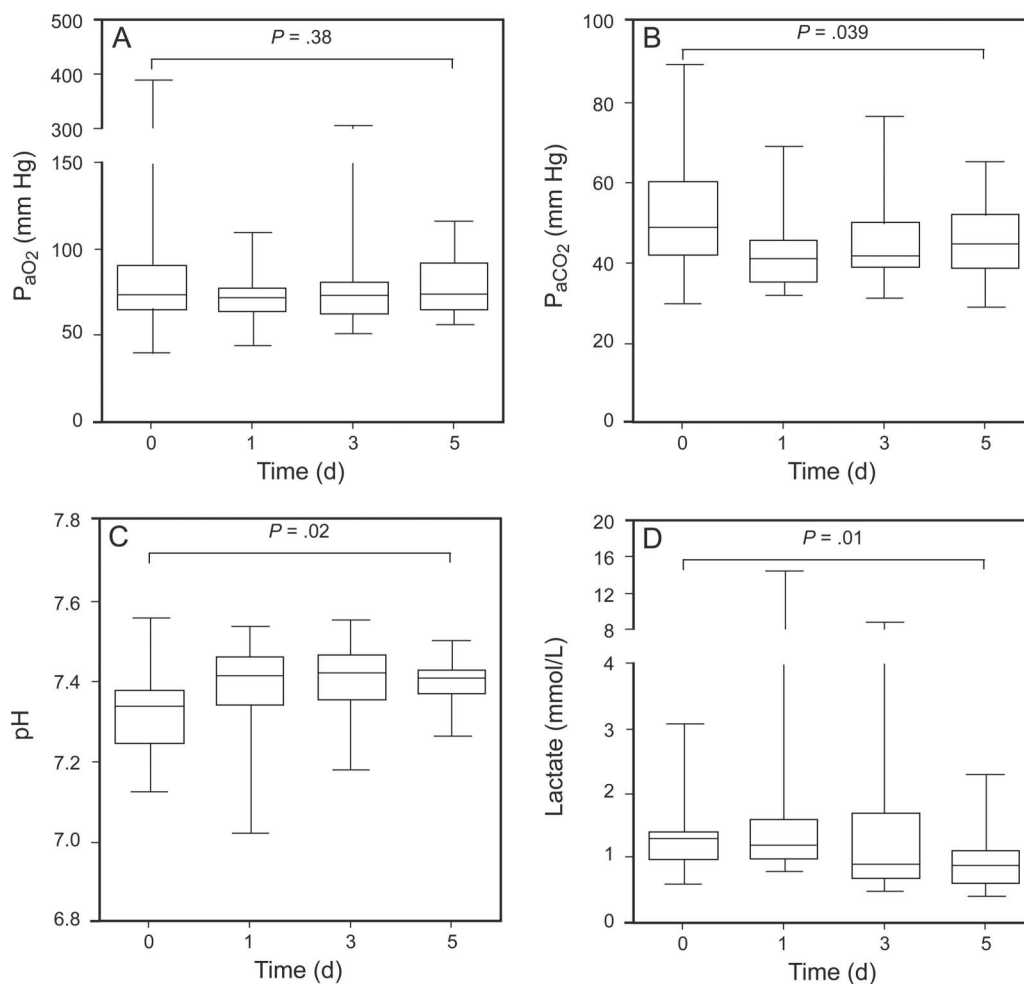 A
P = .38
PaO2 (mm Hg)
500
400
300
150
100
50
0
0 1 3 5
Time (d)
B
P = .039
PaCO2 (mm Hg)
100
80
60
40
20
0
0 1 3 5
Time (d)
C
P = .02
pH
7.8
7.6
7.4
7.2
7.0
6.8
0 1 3 5
Time (d)
D
P = .01
Lactate (mmol/L)
20
16
12
8
4
3
2
1
0
0 1 3 5
Time (d)